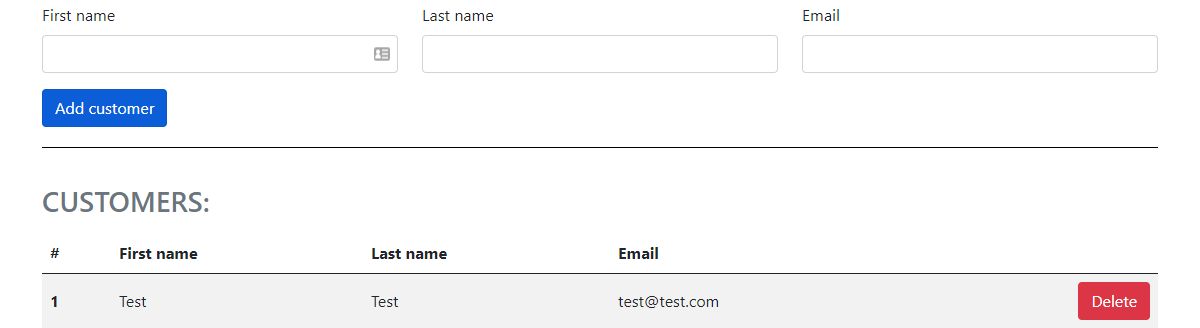 First name Last name Email
Add customer
CUSTOMERS:
# First name Last name Email
1 Test Test test@test.com Delete